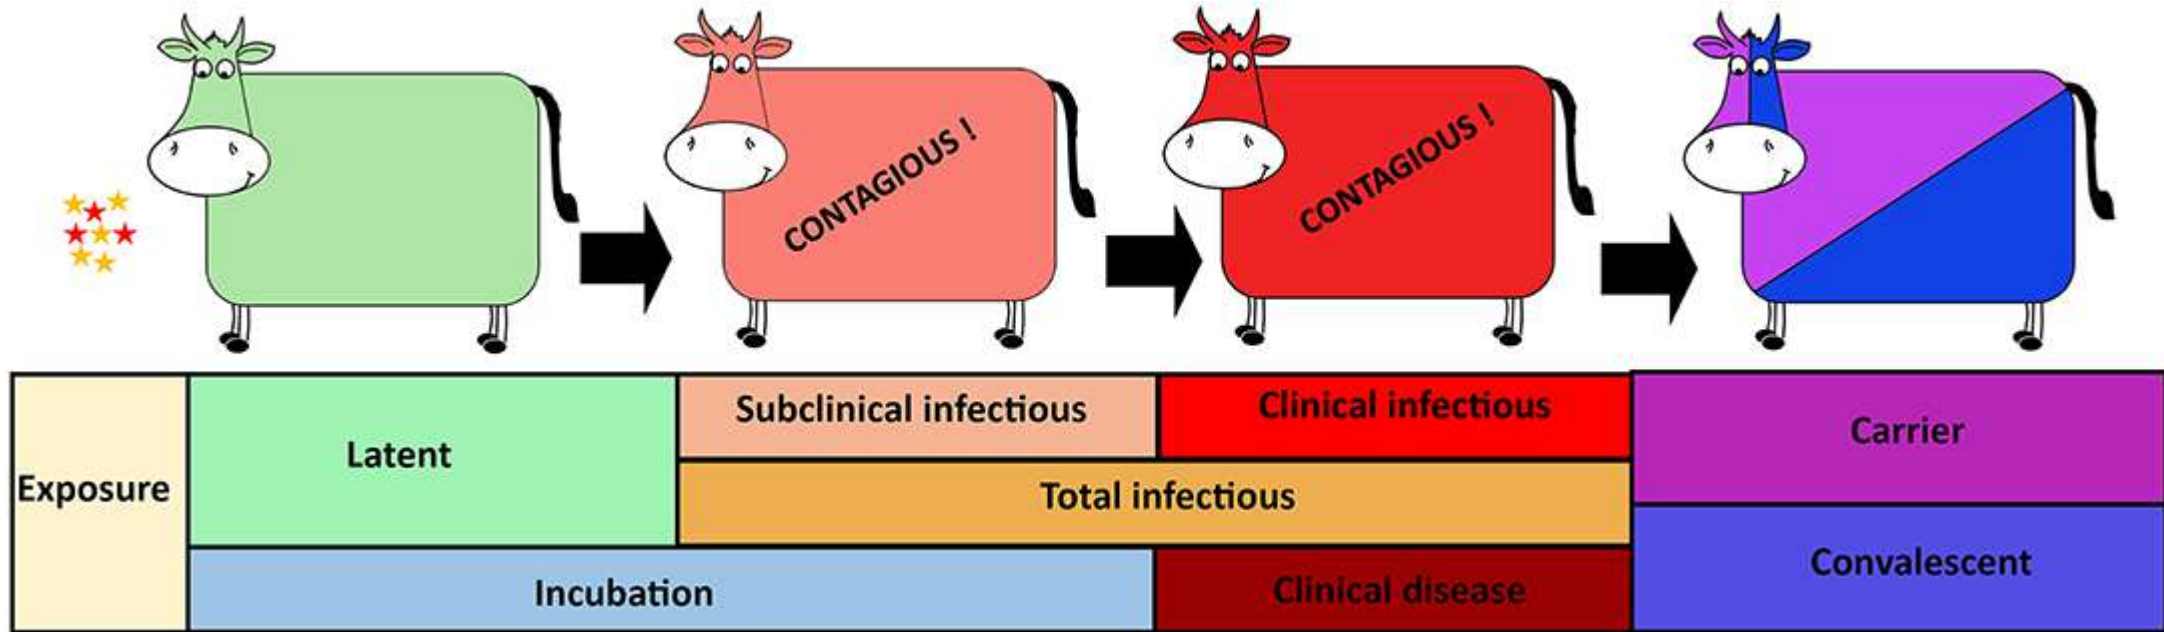 CONTAGIOUS !
CONTAGIOUS !
Exposure
Latent
Subclinical infectious
Clinical infectious
Total infectious
Incubation
Clinical disease
Carrier
Convalescent